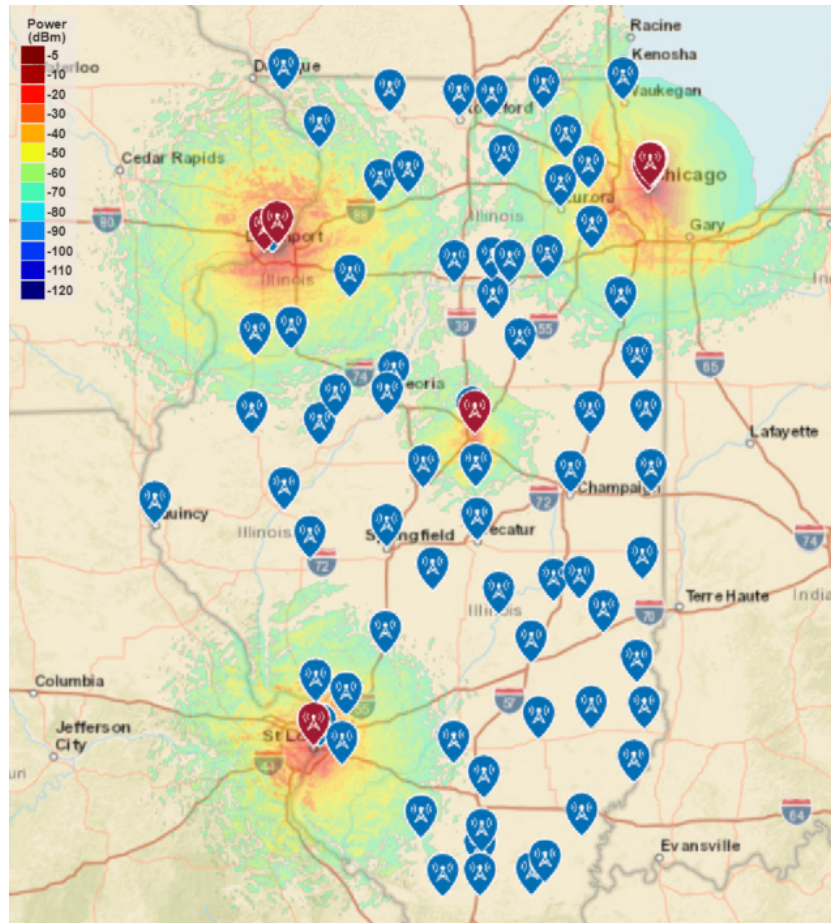 Power
(dBm)
-5
-10
-20
-30
-40
-50
-60
-70
-80
-90
-100
-110
-120
Racine
Kenosha
Waukegan
Cedar Rapids
Chicago
Aurora
80
88
Illinois
Gary
Illinois
39
55
74
65
Lafayette
72
Champaign
Quincy
Illinois
Springfield
Decatur
74
72
Illinois
Terre Haute
70
Columbia
57
55
Jefferson
City
44
64
Evansville